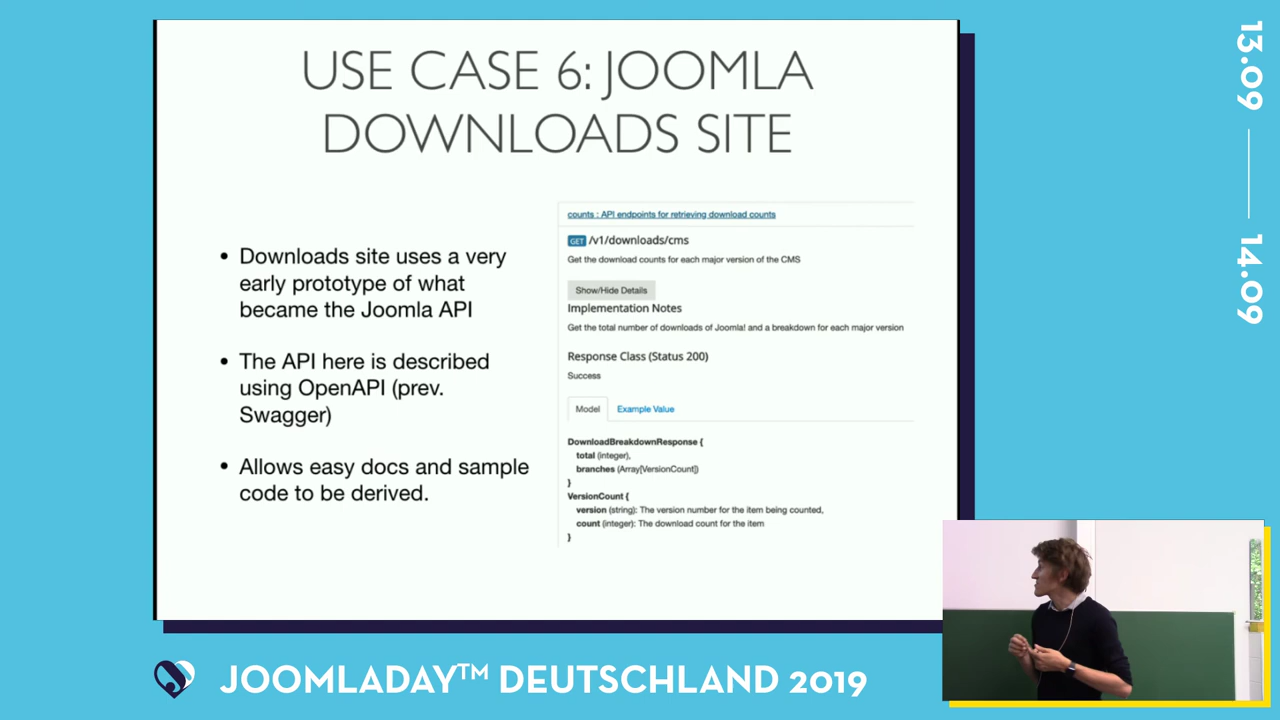 USE CASE 6: JOOMLA
DOWNLOADS SITE
• Downloads site uses a very
early prototype of what
became the Joomla API
• The API here is described
using OpenAPI (prev.
Swagger)
• Allows easy docs and sample
code to be derived.
counts : API endpoints for retrieving download counts
GET /v1/downloads/cms
Get the download counts for each major version of the CMS
Show/Hide Details
Implementation Notes
Get the total number of downloads of Joomla! and a breakdown for each major version
Response Class (Status 200)
Success
Model Example Value
DownloadBreakdownResponse {
total (integer),
branches (Array[VersionCount])
}
VersionCount {
version (string): The version number for the item being counted,
count (integer): The download count for the item
}
13.09
14.09
JOOMLADAY™ DEUTSCHLAND 2019